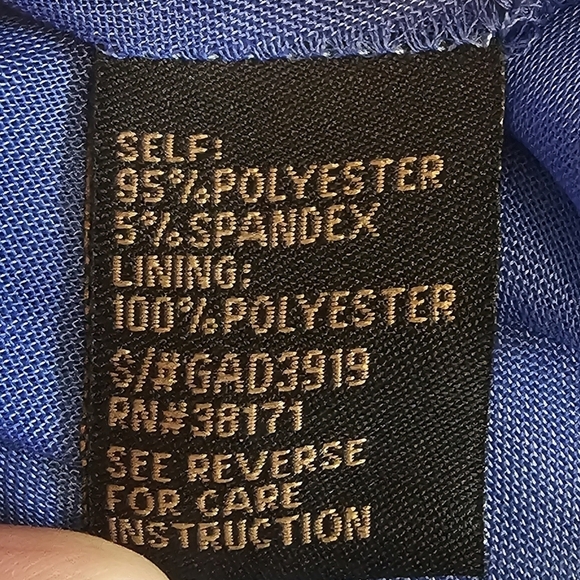 SELF:
95%POLYESTER
5%SPANDEX
LINING:
100%POLYESTER
S/#GAD3919
RN#38171
SEE REVERSE
FOR CARE
INSTRUCTION